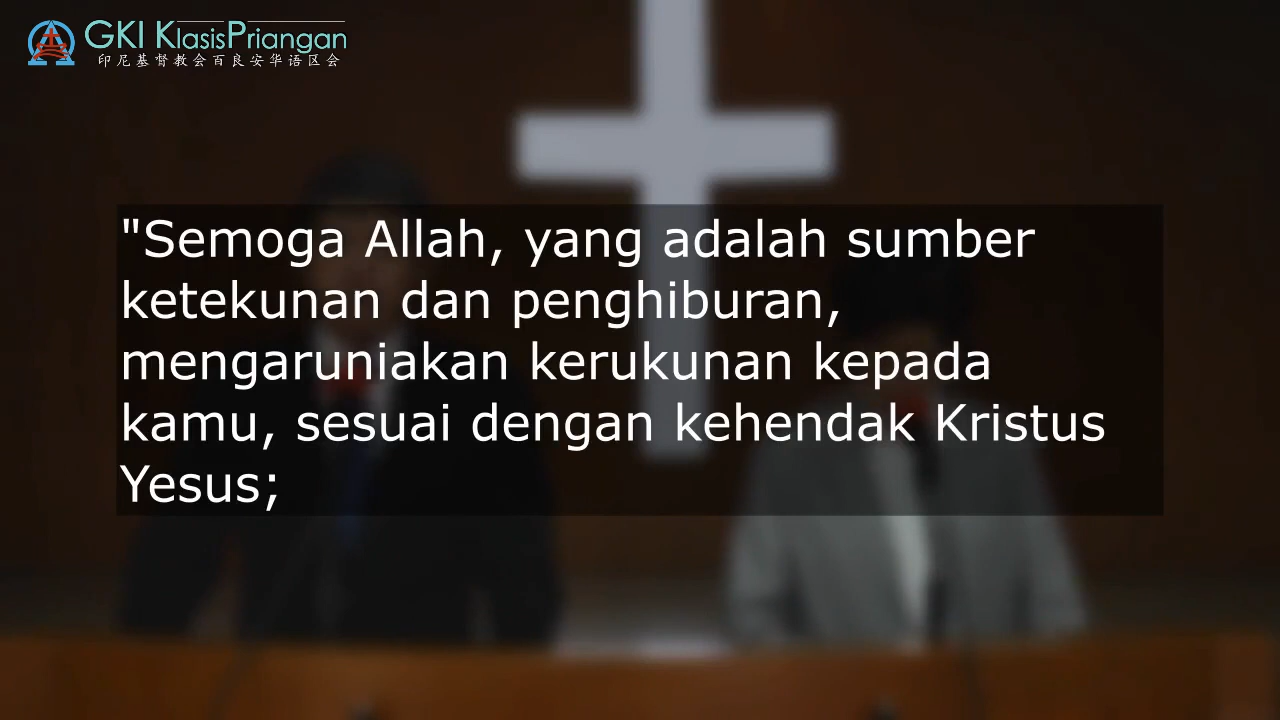 GKI KlasisPriangan
印尼基督教会百良安华语区会
"Semoga Allah, yang adalah sumber
ketekunan dan penghiburan,
mengaruniakan kerukunan kepada
kamu, sesuai dengan kehendak Kristus
Yesus;